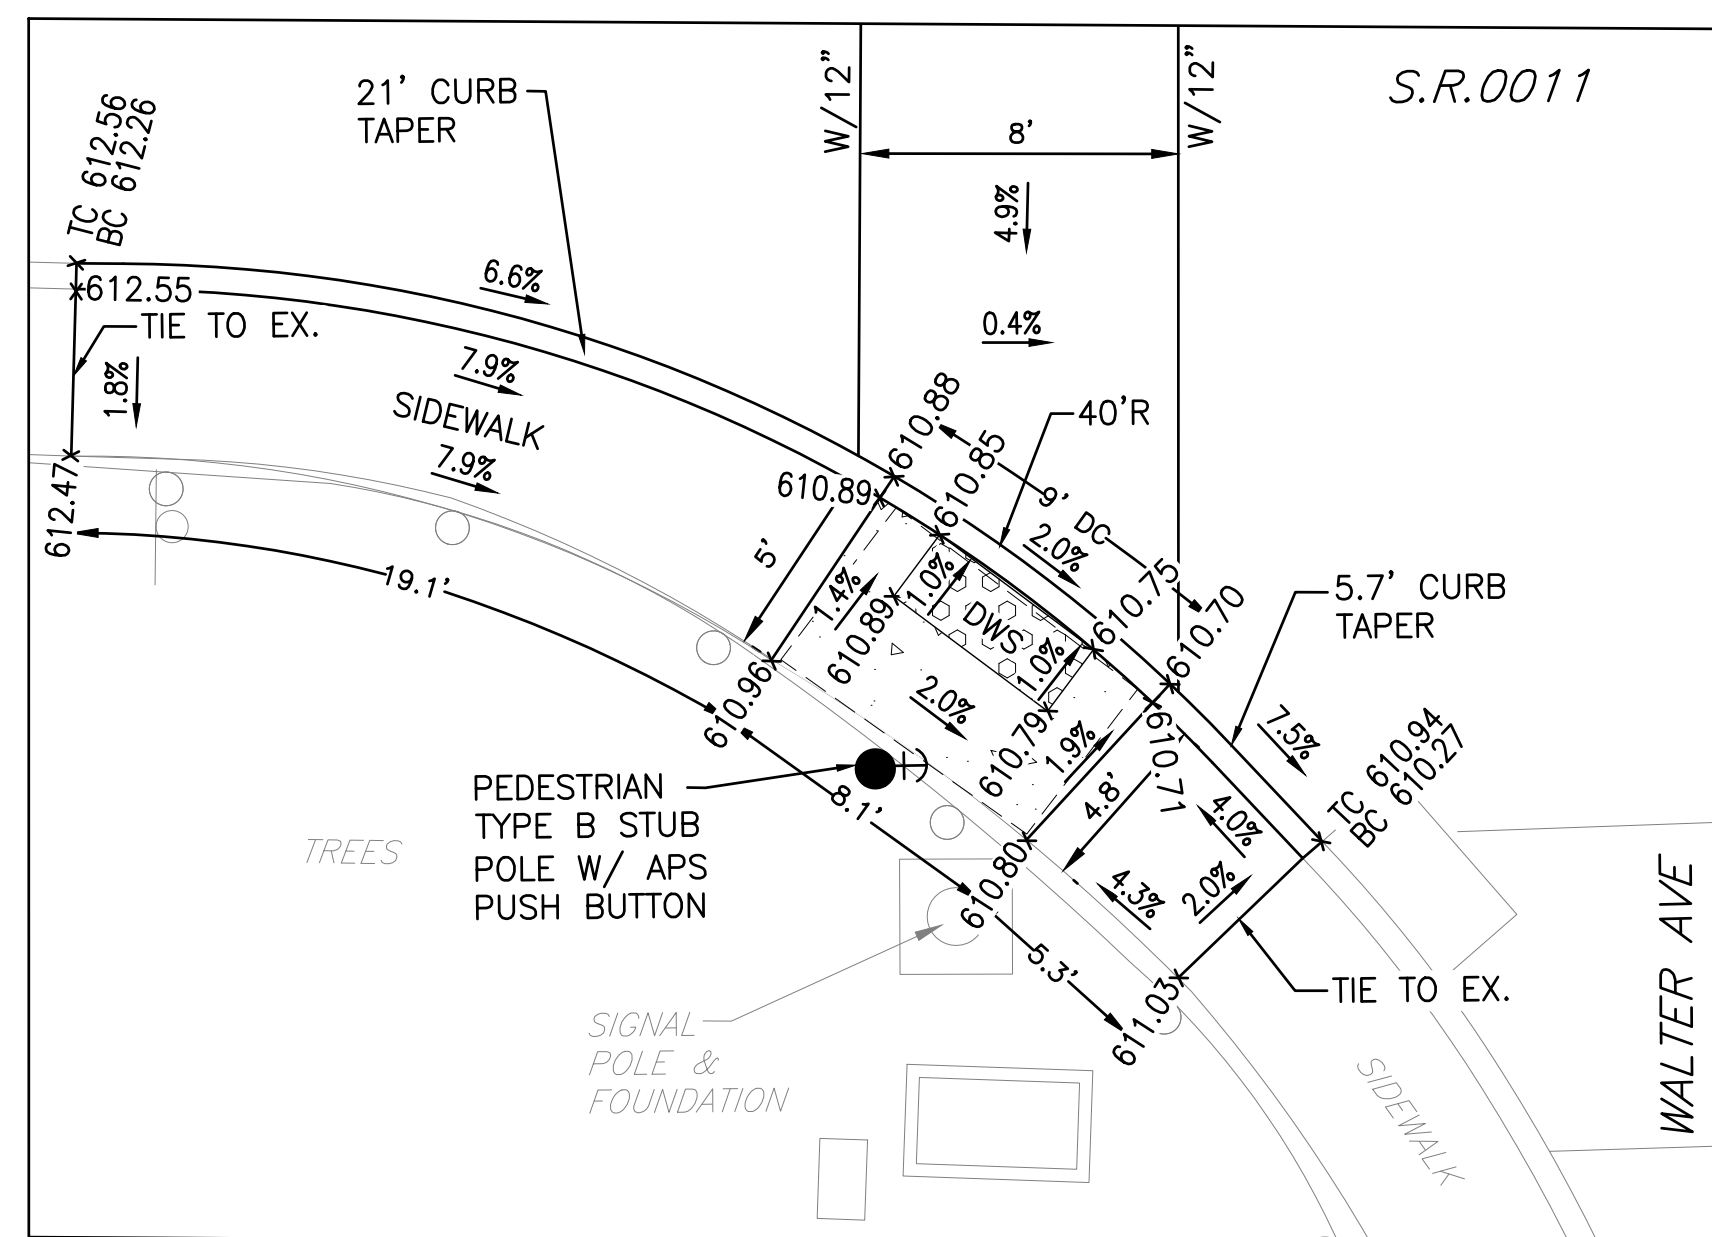 S.R.0011
W/12"
W/12"
8'
21' CURB
TAPER
TC 612.56
BC 612.26
4.9%
6.6%
612.55
0.4%
TIE TO EX.
7.9%
1.8%
SIDEWALK
7.9%
610.88
40'R
610.85
610.89
612.47
9' DC
2.0%
5'
19.1'
1.4%
1.0%
610.89
DWS
1.0%
610.75
610.70
5.7' CURB
TAPER
610.96
2.0%
610.79
1.9%
610.71
7.5%
TC 610.94
BC 610.27
PEDESTRIAN
TYPE B STUB
POLE W/ APS
PUSH BUTTON
8.1'
4.8'
4.0%
TREES
610.80
4.3%
2.0%
WALTER AVE
5.3'
TIE TO EX.
611.03
SIGNAL
POLE &
FOUNDATION
SIDEWALK